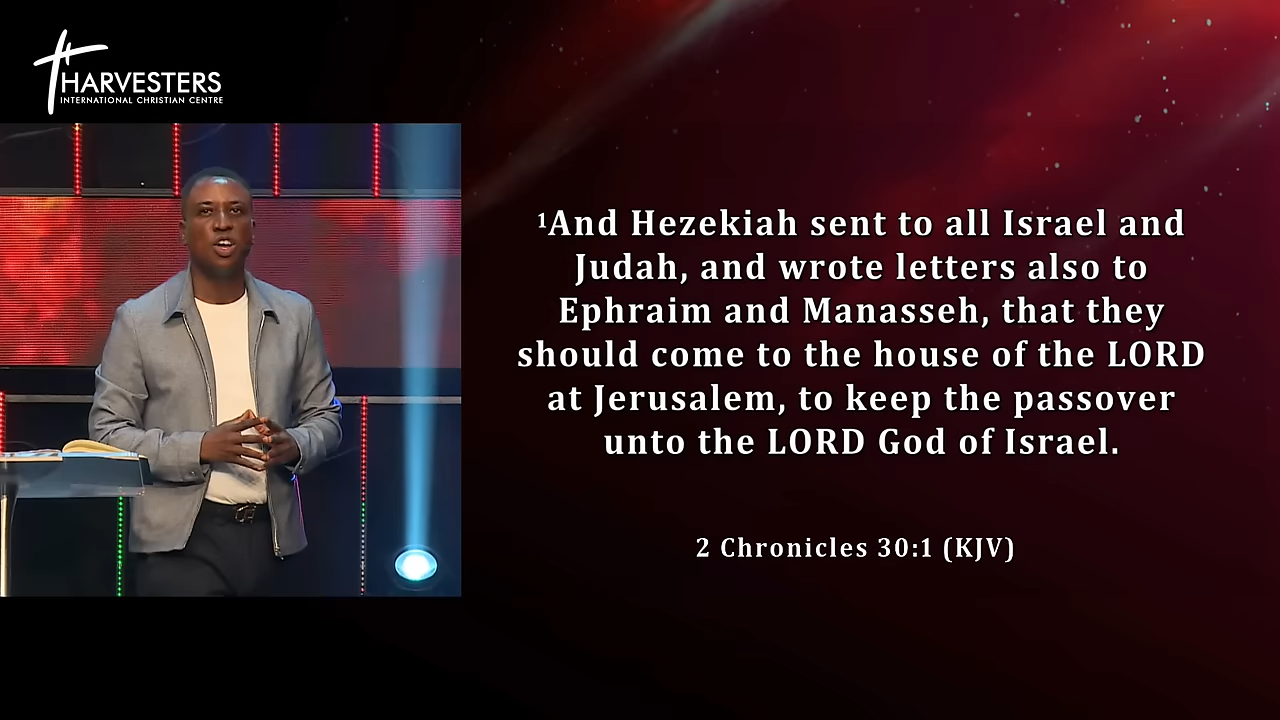 HARVESTERS
INTERNATIONAL CHRISTIAN CENTRE
¹And Hezekiah sent to all Israel and
Judah, and wrote letters also to
Ephraim and Manasseh, that they
should come to the house of the LORD
at Jerusalem, to keep the passover
unto the LORD God of Israel.
2 Chronicles 30:1 (KJV)